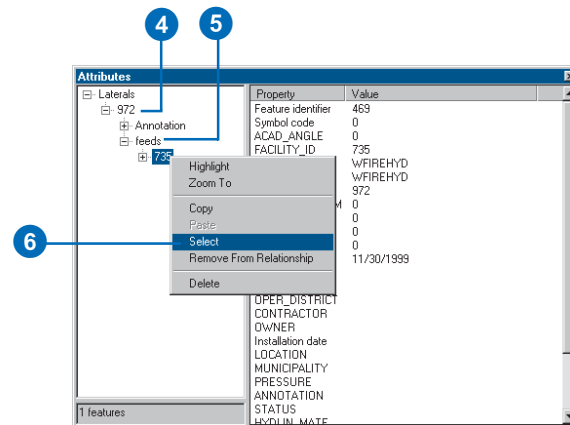 4 5
Attributes
Laterals
972
Annotation
feeds
735
6
Highlight
Zoom To
Copy
Paste
Select
Remove From Relationship
Delete
1 features
Property Value
Feature identifier 469
Symbol code 0
ACAD_ANGLE 0
FACILITY_ID 735
WFIREHYD
WFIREHYD
972
M 0
0
0
0
11/30/1999
OPER_DISTRICT
CONTRACTOR
OWNER
Installation date
LOCATION
MUNICIPALITY
PRESSURE
ANNOTATION
STATUS